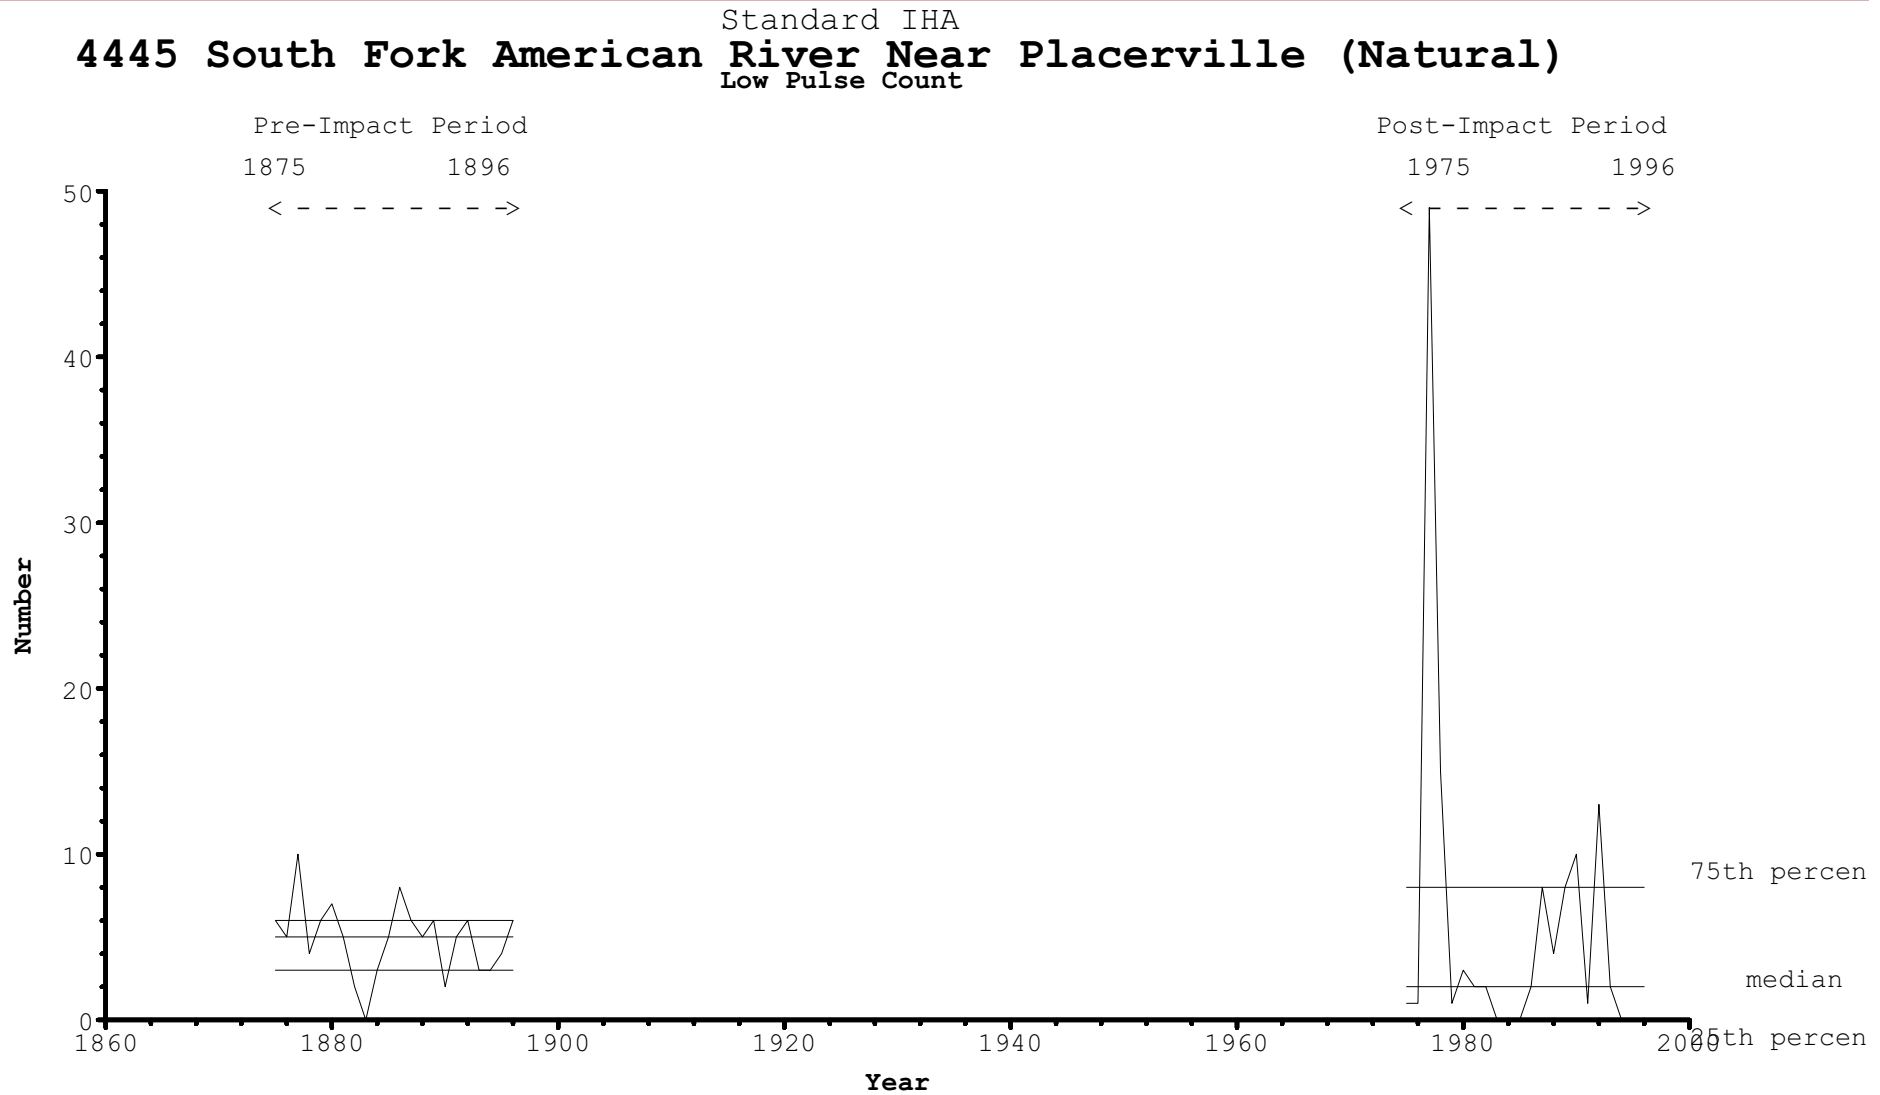 Standard IHA
4445 South Fork American River Near Placerville (Natural)
Low Pulse Count
Pre-Impact Period
Post-Impact Period
1875 1896
1975 1996
< - - - - - - - ->
< - - - - - - - ->
50
40
30
20
10
0
Number
75th percen
median
25th percen
1860 1880 1900 1920 1940 1960 1980 2000
Year